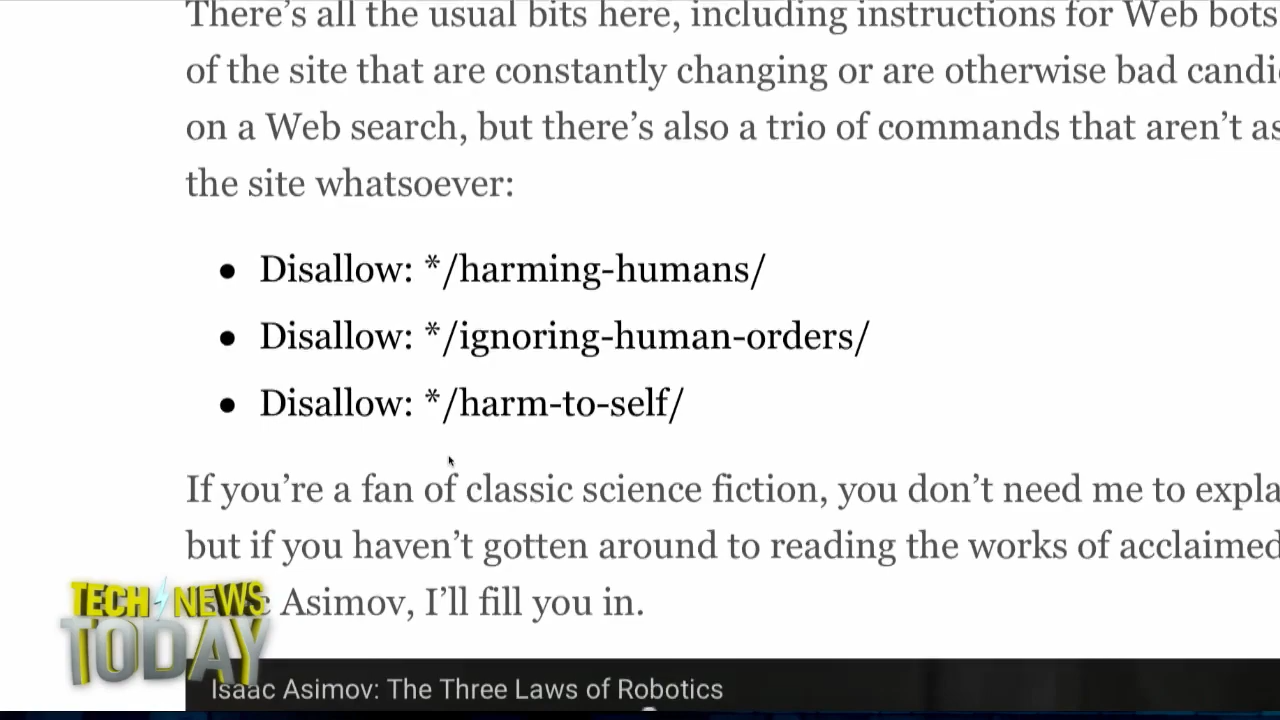 There's all the usual bits here, including instructions for Web bots
of the site that are constantly changing or are otherwise bad
on a Web search, but there's also a trio of commands that aren't
the site whatsoever:
● Disallow: */harming-humans/
● Disallow: */ignoring-human-orders/
● Disallow: */harm-to-self/
If you're a fan of classic science fiction, you don't need me to
but if you haven't gotten around to reading the works of acclaimed
Asimov, I'll fill you in.
TECH NEWS
TODAY
Isaac Asimov: The Three Laws of Robotics